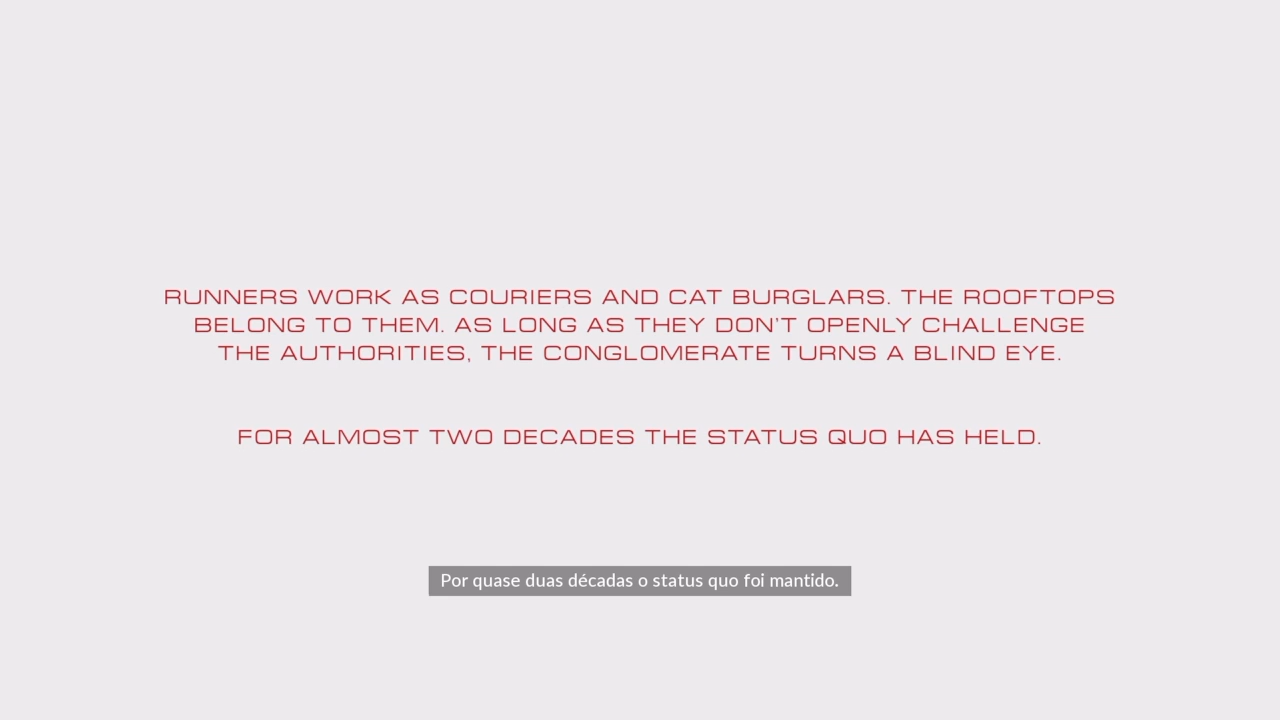 RUNNERS WORK AS COURIERS AND CAT BURGLARS. THE ROOFTOPS
BELONG TO THEM. AS LONG AS THEY DON'T OPENLY CHALLENGE
THE AUTHORITIES, THE CONGLOMERATE TURNS A BLIND EYE.
FOR ALMOST TWO DECADES THE STATUS QUO HAS HELD.
Por quase duas décadas o status quo foi mantido.